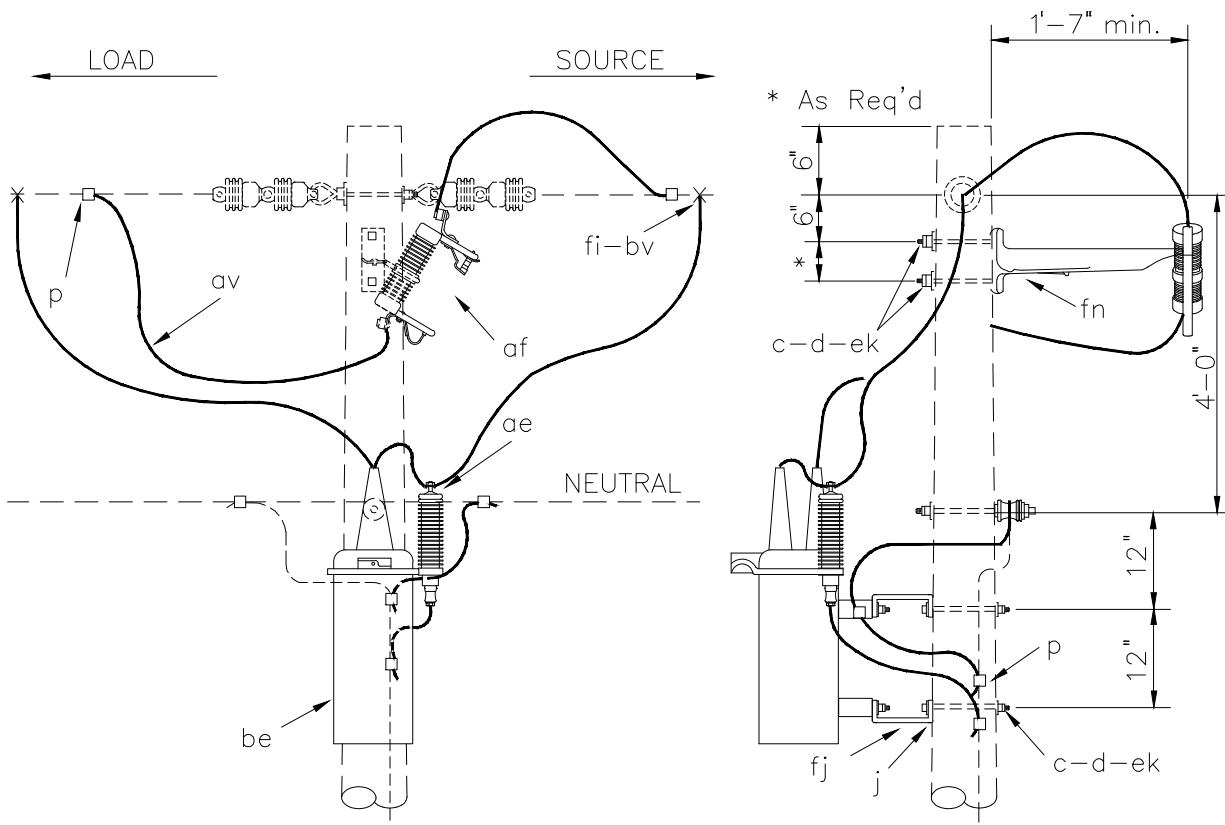 LOAD
SOURCE
p
av
af
fi-bv
ae
NEUTRAL
be
1'-7" min.
* As Req'd
6"
6"
*
c-d-ek
fn
4'-0"
12"
12"
p
fj
j
c-d-ek